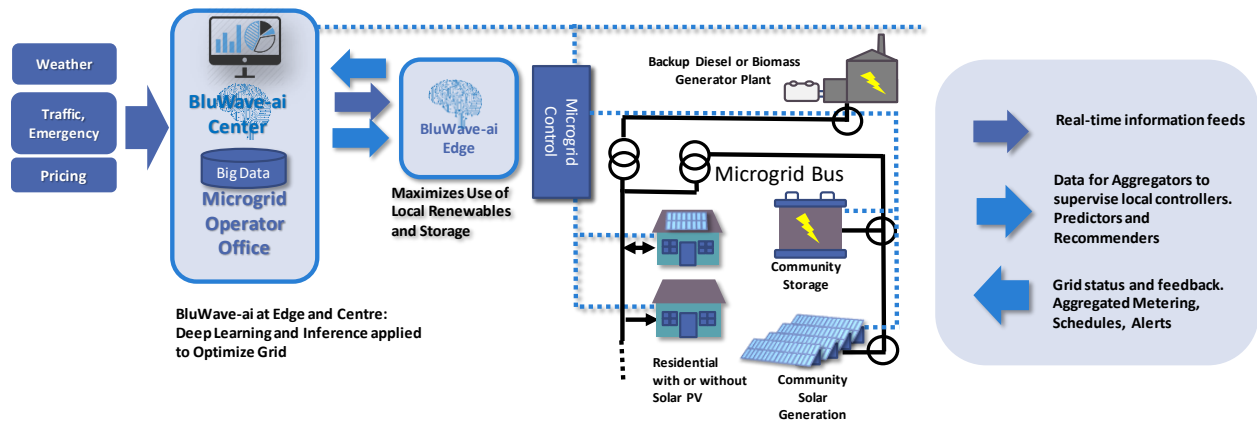 Weather
Traffic,
Emergency
Pricing
BluWave-ai
Center
Big Data
Microgrid
Operator
Office
BluWave-ai at Edge and Centre:
Deep Learning and Inference applied
to Optimize Grid
BluWave-ai
Edge
Maximizes Use of
Local Renewables
and Storage
Microgrid
Control
Backup Diesel or Biomass
Generator Plant
Microgrid Bus
Community
Storage
Residential
with or without
Solar PV
Community
Solar
Generation
Real-time information feeds
Data for Aggregators to
supervise local controllers.
Predictors and
Recommenders
Grid status and feedback.
Aggregated Metering,
Schedules, Alerts